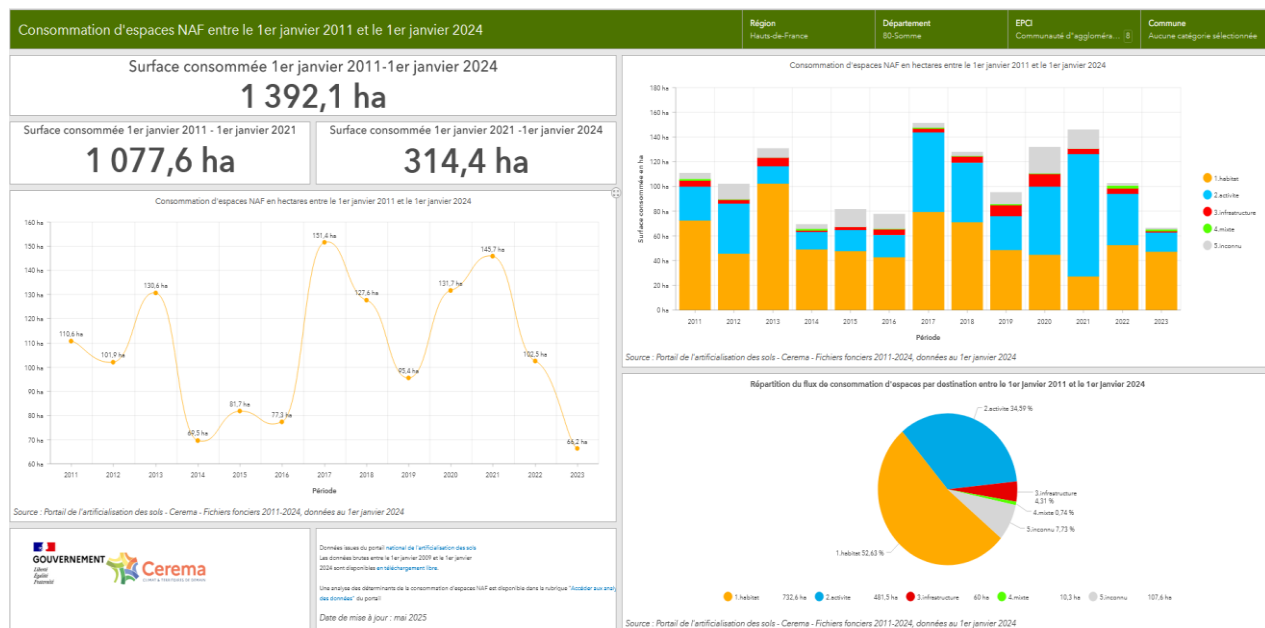 Consommation d'espaces NAF entre le 1er janvier 2011 et le 1er janvier 2024
Région
Hauts-de-France
Département
80-Somme
EPCI
Communauté d'aggloméra... 8
Commune
Aucune catégorie sélectionnée
Surface consommée 1er janvier 2011-1er janvier 2024
1 392,1 ha
Surface consommée 1er janvier 2011 - 1er janvier 2021
1 077,6 ha
Surface consommée 1er janvier 2021 -1er janvier 2024
314,4 ha
Consommation d'espaces NAF en hectares entre le 1er janvier 2011 et le 1er janvier 2024
160 ha
150 ha
140 ha
130 ha
120 ha
110 ha
100 ha
90 ha
80 ha
70 ha
60 ha
110,6 ha
101,9 ha
130,6 ha
69,5 ha
81,7 ha
77,3 ha
151,4 ha
127,6 ha
95,4 ha
131,7 ha
145,7 ha
102,5 ha
66,2 ha
2011 2012 2013 2014 2015 2016 2017 2018 2019 2020 2021 2022 2023
Période
Source : Portail de l'artificialisation des sols - Cerema - Fichiers fonciers 2011-2024, données au 1er janvier 2024
Consommation d'espaces NAF en hectares entre le 1er janvier 2011 et le 1er janvier 2024
Surface consommée en ha
180 ha
160 ha
140 ha
120 ha
100 ha
80 ha
60 ha
40 ha
20 ha
0 ha
2011 2012 2013 2014 2015 2016 2017 2018 2019 2020 2021 2022 2023
Période
1.habitat
2.activite
3.infrastructure
4.mixte
5.inconnu
Source : Portail de l'artificialisation des sols - Cerema - Fichiers fonciers 2011-2024, données au 1er janvier 2024
Répartition du flux de consommation d'espaces par destination entre le 1er Janvier 2011 et le 1er Janvier 2024
2.activite 34,59 %
3.infrastructure
4,31 %
4.mixte 0,74 %
5.inconnu 7,73 %
1.habitat 52,63 %
1.habitat 732,6 ha 2.activite 481,5 ha 3.infrastructure 60 ha 4.mixte 10,3 ha 5.inconnu 107,6 ha
Source : Portail de l'artificialisation des sols - Cerema - Fichiers fonciers 2011-2024, données au 1er janvier 2024
GOUVERNEMENT
Liberté
Égalité
Fraternité
Cerema
CLIMAT & TERRITOIRES DE DEMAIN
Données issues du portail national de l'artificialisation des sols
Les données brutes entre le 1er janvier 2009 et le 1er janvier
2024 sont disponibles en téléchargement libre.
Une analyse des déterminants de la consommation d'espaces NAF est disponible dans la rubrique "Accéder aux analy
des données" du portail
Date de mise à jour : mai 2025